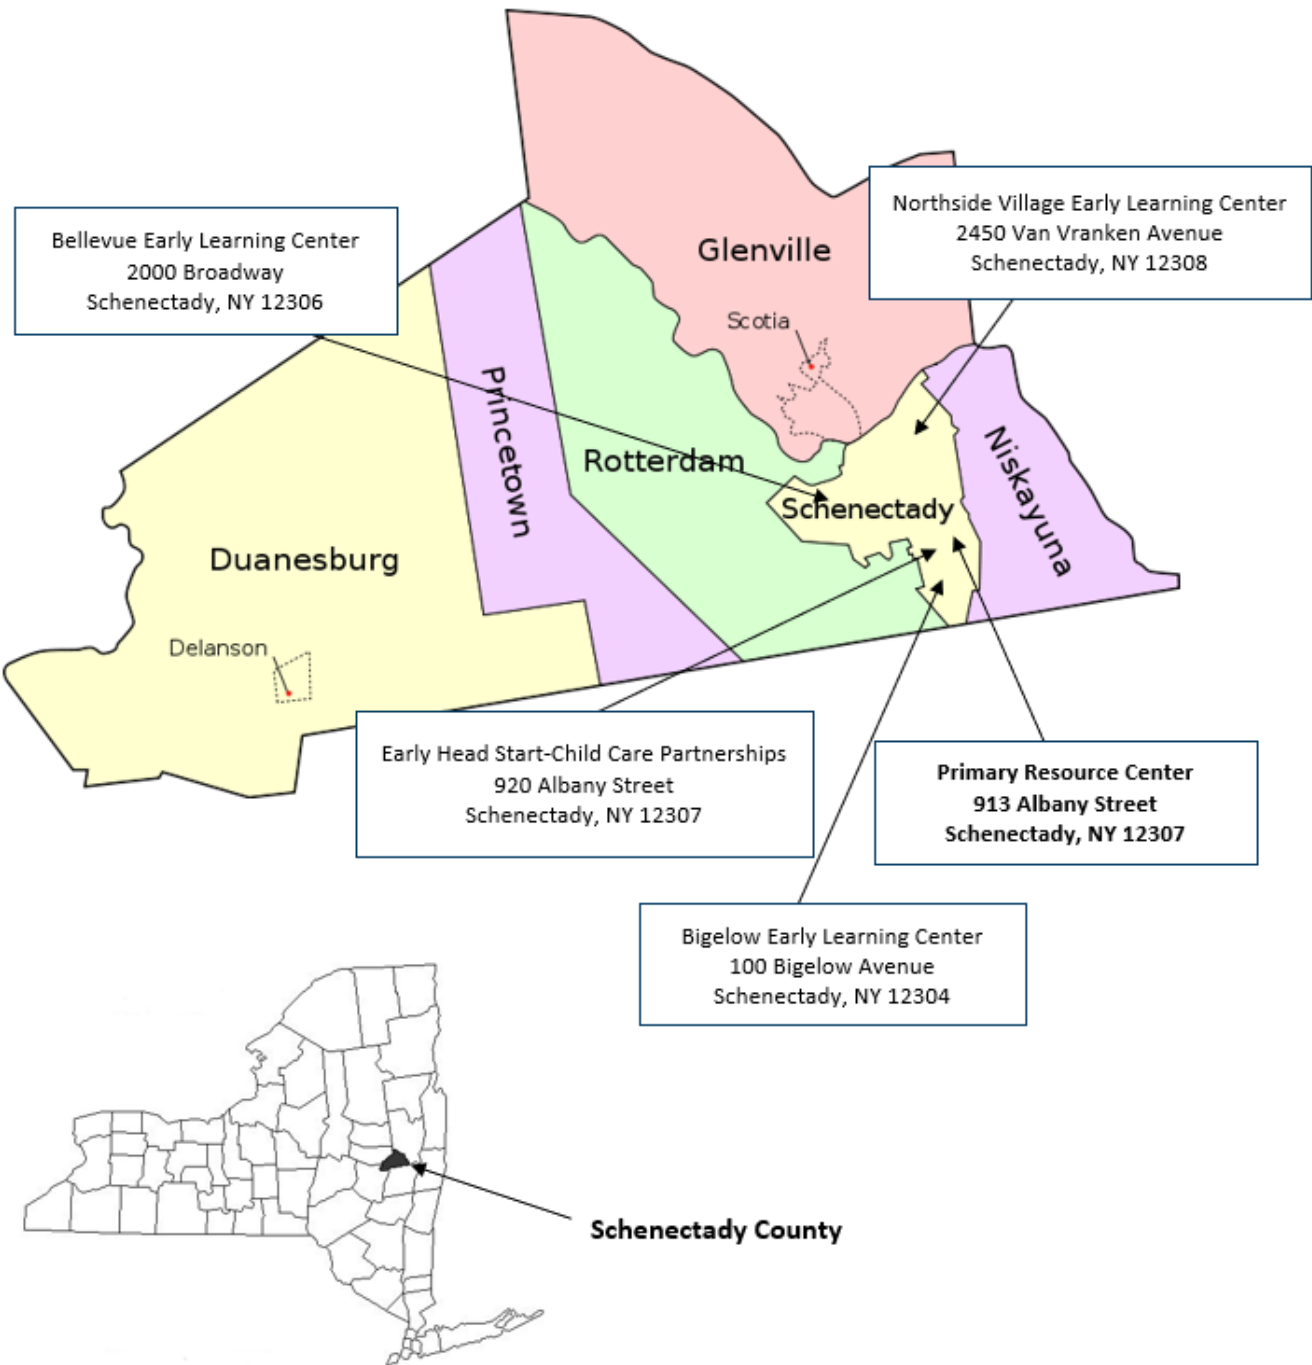 Northside Village Early Learning Center
2450 Van Vranken Avenue
Schenectady, NY 12308
Bellevue Early Learning Center
2000 Broadway
Schenectady, NY 12306
Glenville
Scotia
Princetown
Rotterdam
Niskayuna
Schenectady
Duanesburg
Delanson
Early Head Start-Child Care Partnerships
920 Albany Street
Schenectady, NY 12307
Primary Resource Center
913 Albany Street
Schenectady, NY 12307
Bigelow Early Learning Center
100 Bigelow Avenue
Schenectady, NY 12304
Schenectady County